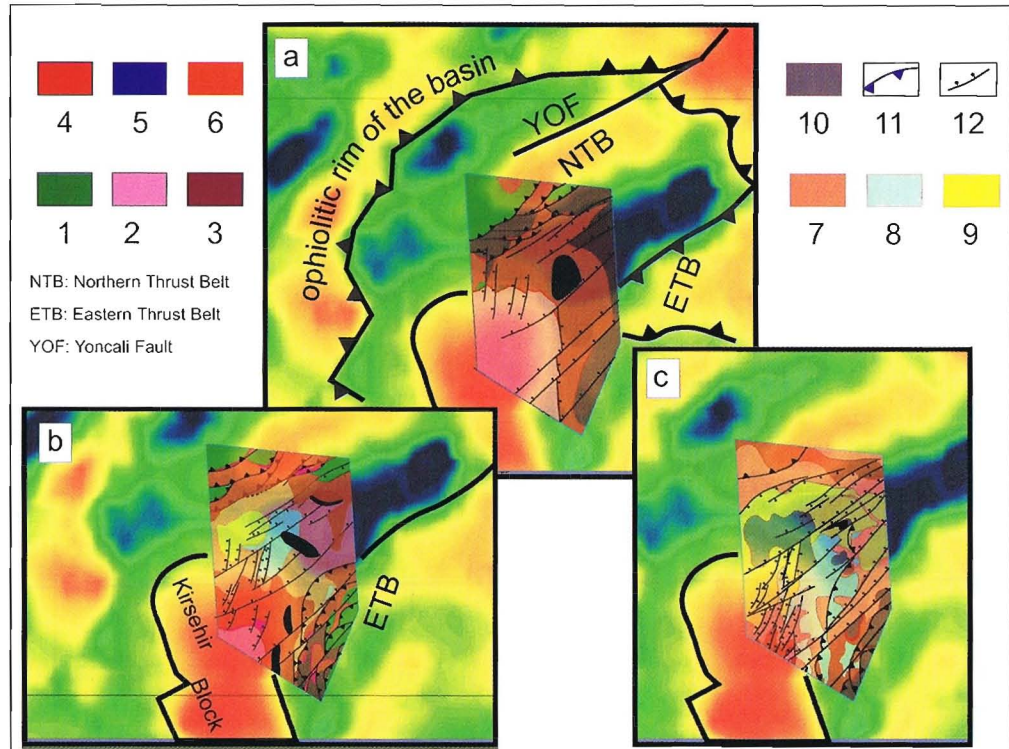 4 5 6
1 2 3
NTB: Northern Thrust Belt
ETB: Eastern Thrust Belt
YOF: Yoncali Fault
a
ophiolitic rim of the basin
YOF
NTB
ETB
10 11 12
7 8 9
b
Kirsehir
Block
ETB
c